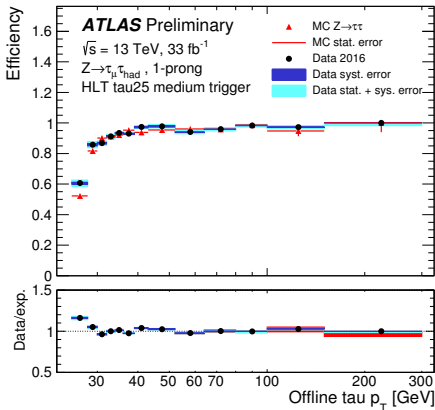 ATLAS Preliminary
√s = 13 TeV, 33 fb⁻¹
Z→τμτhad , 1-prong
HLT tau25 medium trigger
MC Z→ττ
MC stat. error
Data 2016
Data syst. error
Data stat. + sys. error
Efficiency
1.6
1.4
1.2
1
0.8
0.6
0.4
0.2
0
Data/exp.
1.5
1
0.5
30 40 50 60 70 100 200 300
Offline tau pT [GeV]